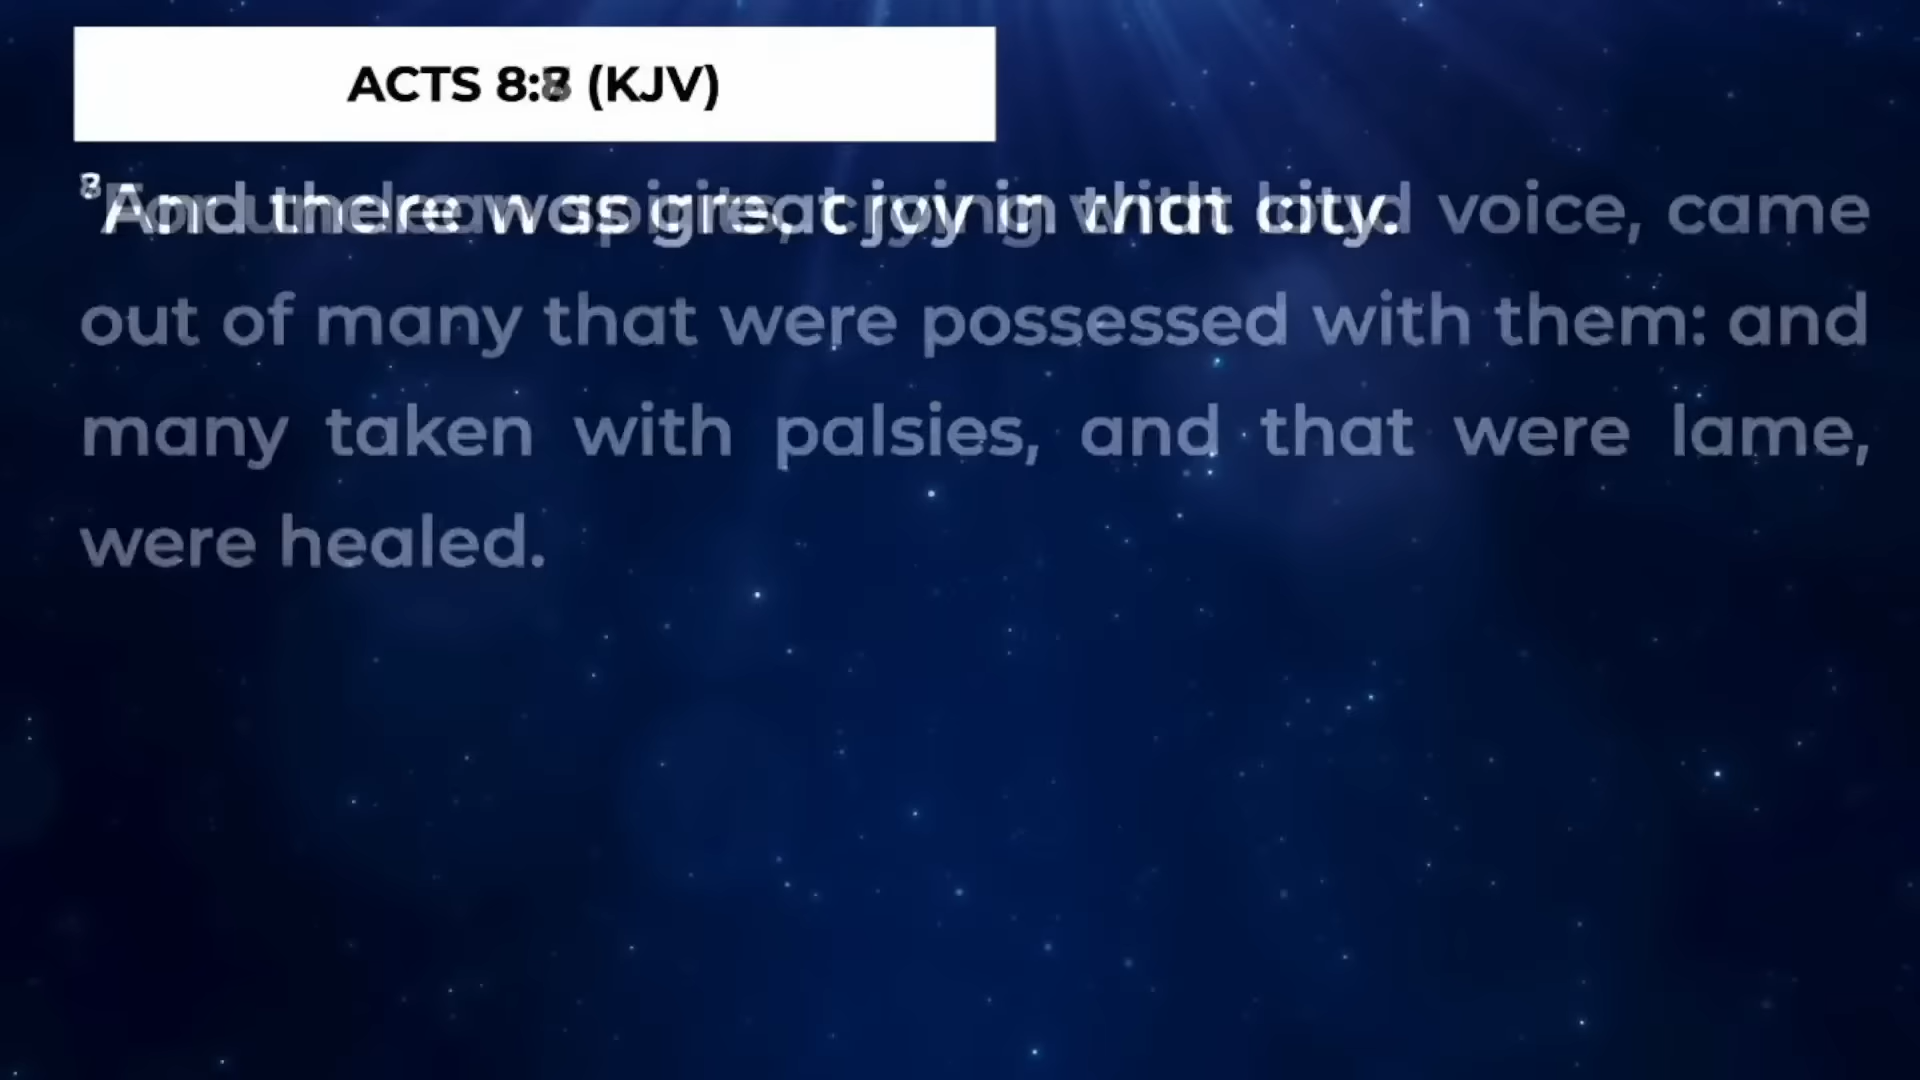 ACTS 8:8 (KJV)
8And there was great joy in that city.
voice, came
out of many that were possessed with them: and
many taken with palsies, and that were lame,
were healed.